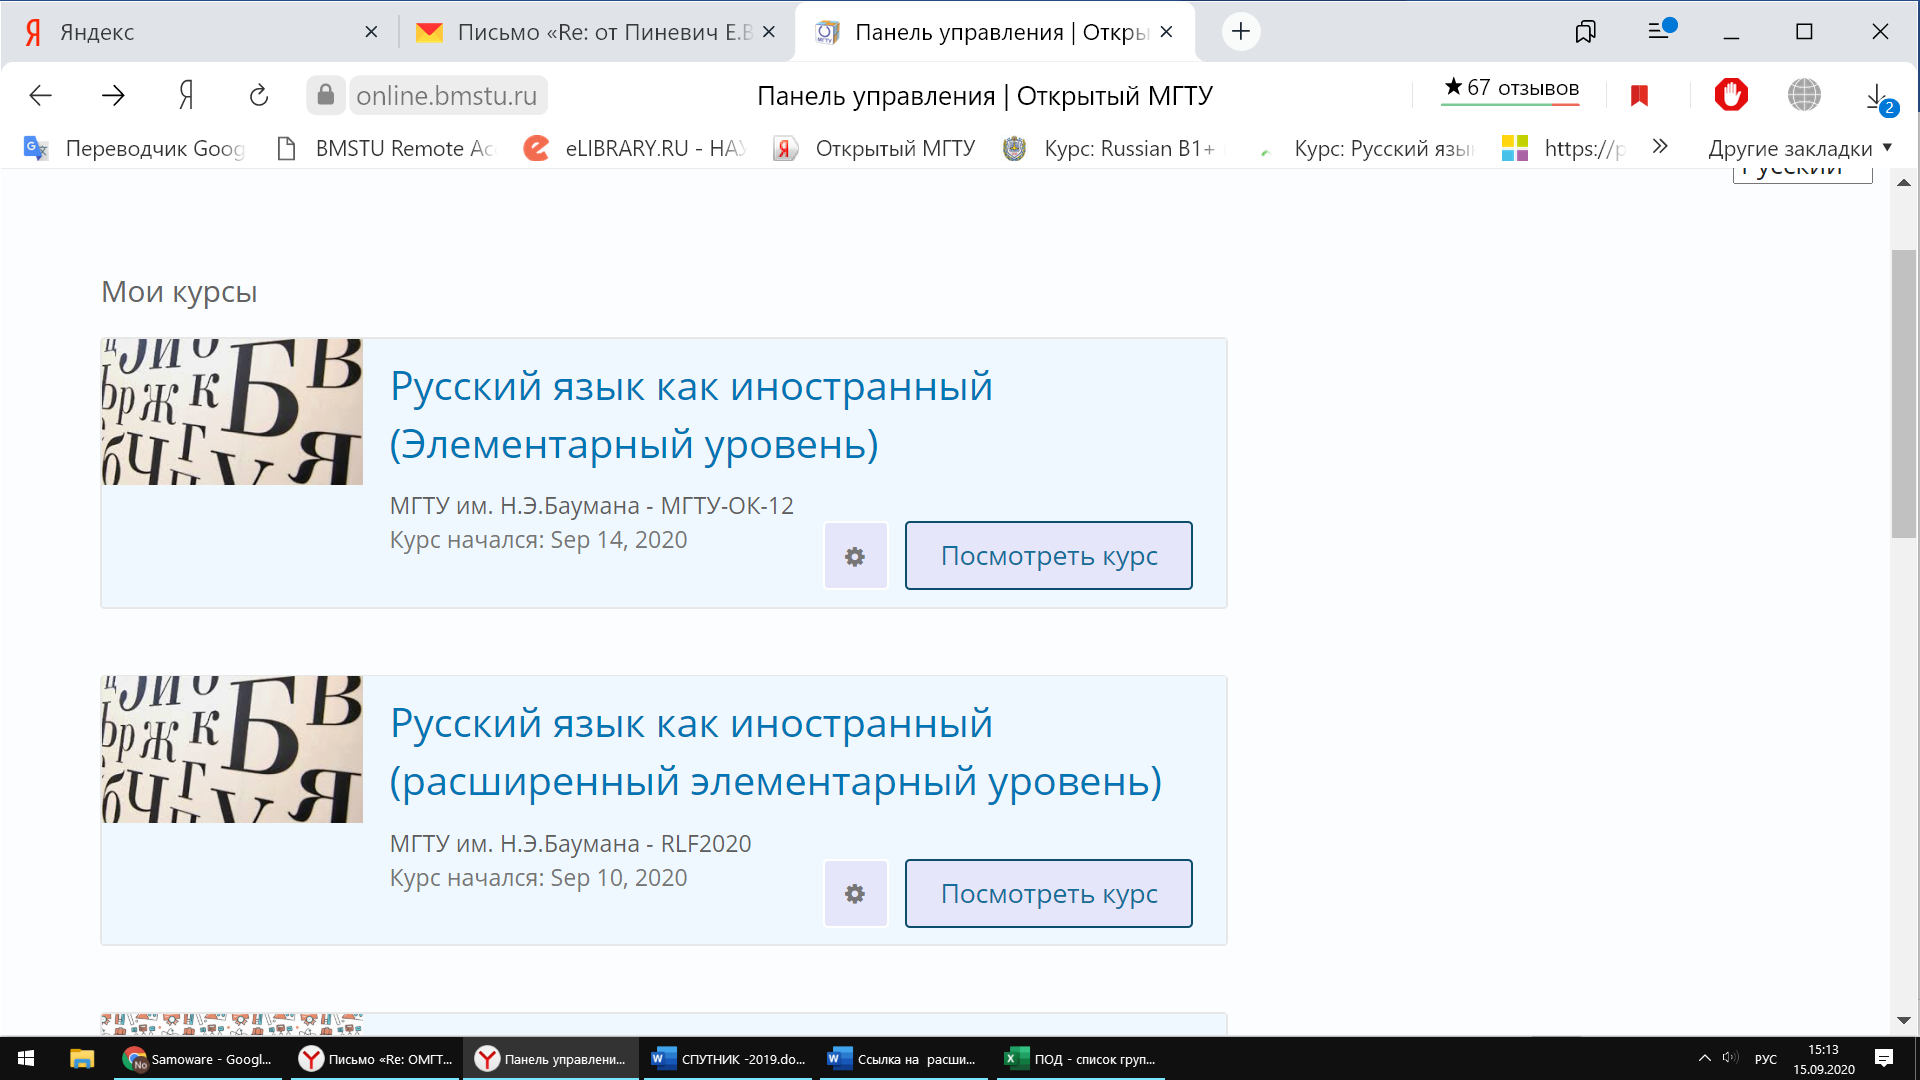 Яндекс
Письмо «Re: от Пиневич Е.В
Панель управления | Откры
online.bmstu.ru
Панель управления | Открытый МГТУ
★ 67 отзывов
2
Переводчик Goog
BMSTU Remote Ac
eLIBRARY.RU - НАУ
Открытый МГТУ
Курс: Russian B1+
Курс: Русский язы
https://p
Другие закладки
Русский
Мои курсы
Русский язык как иностранный
(Элементарный уровень)
МГТУ им. Н.Э.Баумана - МГТУ-ОК-12
Курс начался: Sep 14, 2020
Посмотреть курс
Русский язык как иностранный
(расширенный элементарный уровень)
МГТУ им. Н.Э.Баумана - RLF2020
Курс начался: Sep 10, 2020
Посмотреть курс
Samoware - Googl...
Письмо «Re: ОМГТ...
Панель управлени...
СПУТНИК -2019.do...
Ссылка на расши...
ПОД - список груп...
РУС
15:13
15.09.2020